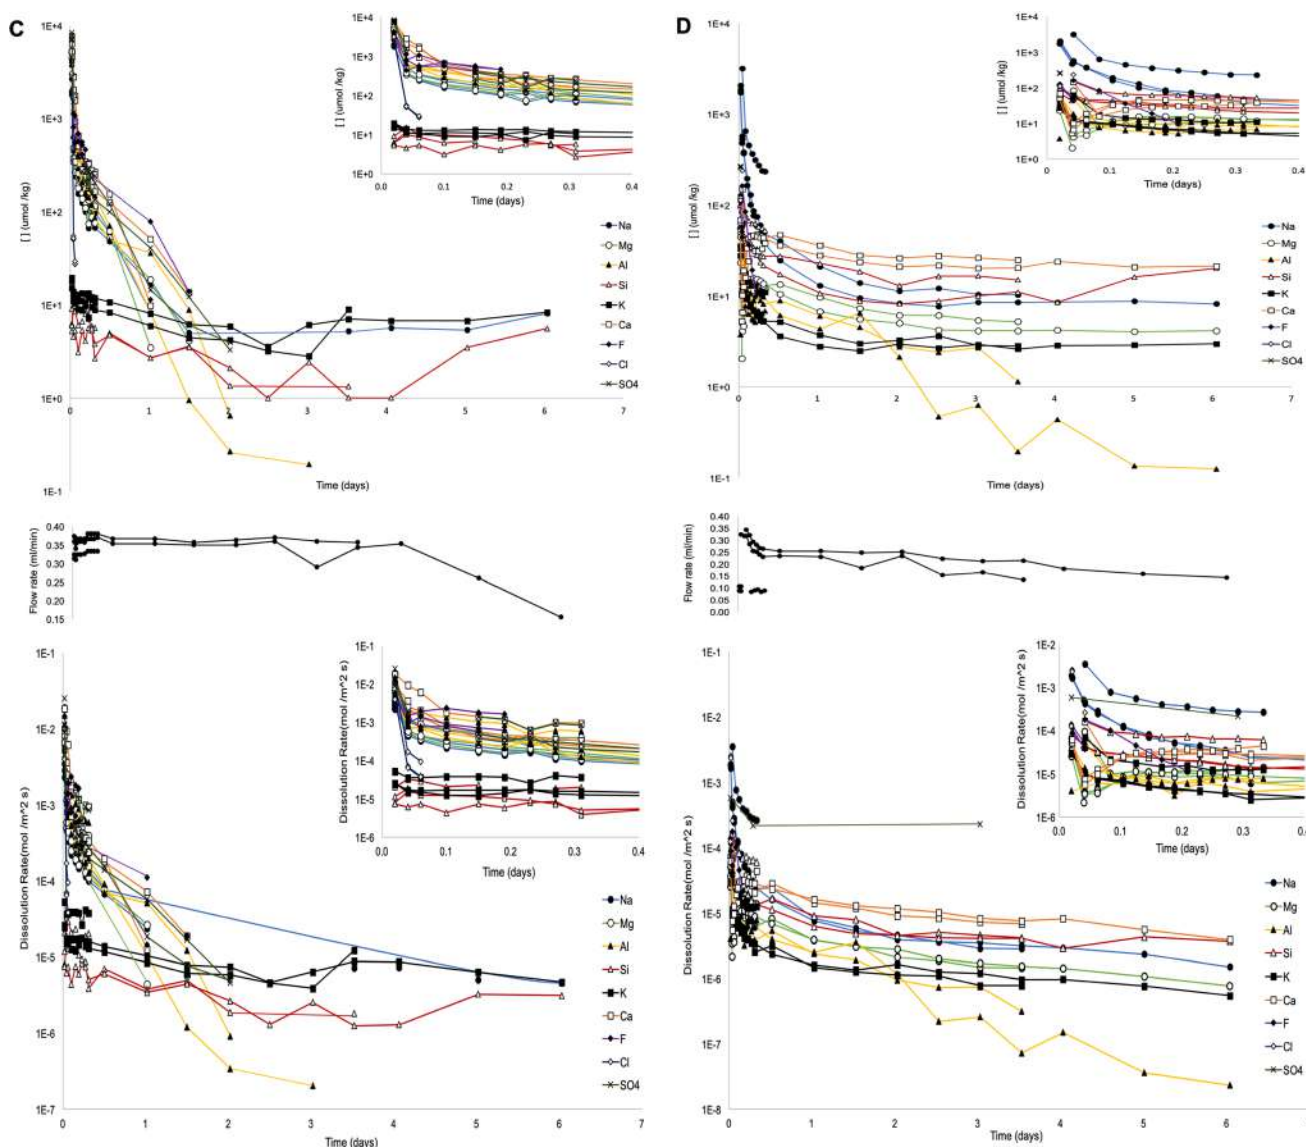 C
1E+4
1E+3
1E+2
1E+1
1E+0
1E-1
[ ] (umol /kg)
0 1 2 3 4 5 6 7
Time (days)
1E+4
1E+3
1E+2
1E+1
1E+0
[ ] (umol /kg)
0.0 0.1 0.2 0.3 0.4
Time (days)
Na
Mg
Al
Si
K
Ca
F
Cl
SO4
D
1E+4
1E+3
1E+2
1E+1
1E+0
1E-1
[ ] (umol /kg)
0 1 2 3 4 5 6 7
Time (days)
1E+4
1E+3
1E+2
1E+1
1E+0
[ ] (umol/kg)
0.0 0.1 0.2 0.3 0.4
Time (days)
Na
Mg
Al
Si
K
Ca
F
Cl
SO4
0.40
0.35
0.30
0.25
0.20
0.15
Flow rate (ml/min)
0.40
0.35
0.30
0.25
0.20
0.15
0.10
0.05
0.00
Flow rate (ml/min)
1E-1
1E-2
1E-3
1E-4
1E-5
1E-6
1E-7
Dissolution Rate(mol /m^2 s)
0 1 2 3 4 5 6 7
Time (days)
1E-1
1E-2
1E-3
1E-4
1E-5
1E-6
Dissolution Rate(mol /m^2 s)
0.0 0.1 0.2 0.3 0.4
Time (days)
Na
Mg
Al
Si
K
Ca
F
Cl
SO4
1E-1
1E-2
1E-3
1E-4
1E-5
1E-6
1E-7
1E-8
Dissolution Rate(mol /m^2 s)
0 1 2 3 4 5 6
Time (days)
1E-2
1E-3
1E-4
1E-5
1E-6
Dissolution Rate(mol /m^2 s)
0.0 0.1 0.2 0.3 0.4
Time (days)
Na
Mg
Al
Si
K
Ca
F
Cl
SO4